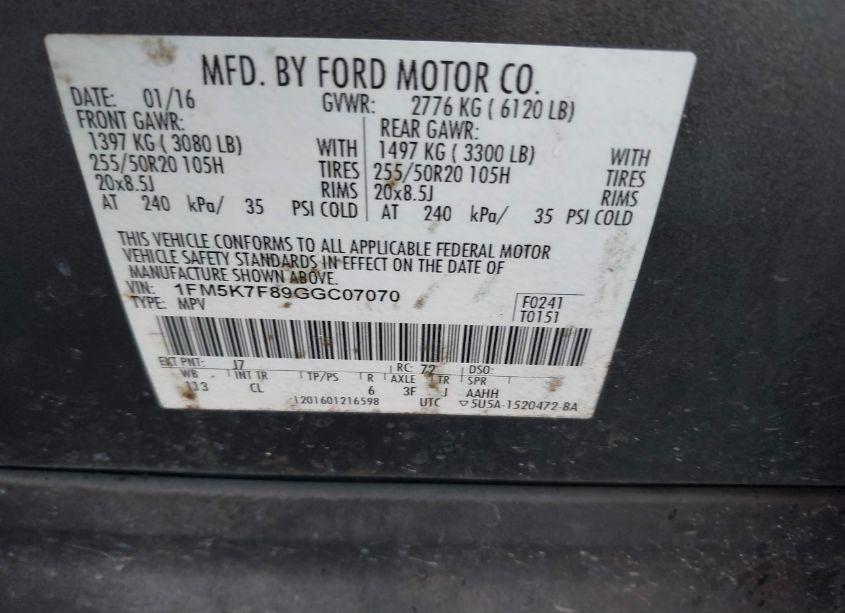 MFD. BY FORD MOTOR CO.
DATE: 01/16 GVWR: 2776 KG ( 6120 LB)
FRONT GAWR: REAR GAWR:
1397 KG ( 3080 LB) WITH 1497 KG ( 3300 LB) WITH
255/50R20 105H TIRES 255/50R20 105H TIRES
20x8.5J RIMS 20x8.5J RIMS
AT 240 kPa/ 35 PSI COLD AT 240 kPa/ 35 PSI COLD
THIS VEHICLE CONFORMS TO ALL APPLICABLE FEDERAL MOTOR
VEHICLE SAFETY STANDARDS IN EFFECT ON THE DATE OF
MANUFACTURE SHOWN ABOVE.
VIN: 1FM5K7F89GGC07070
TYPE: MPV
F0241
T0151
EXT PNT: J7 RC: 72 DSO:
WB INT TR TP/PS R AXLE TR SPR
113 CL 6 3F J AAHH
1201601216598 UTC ▽5U5A-1520472-BA